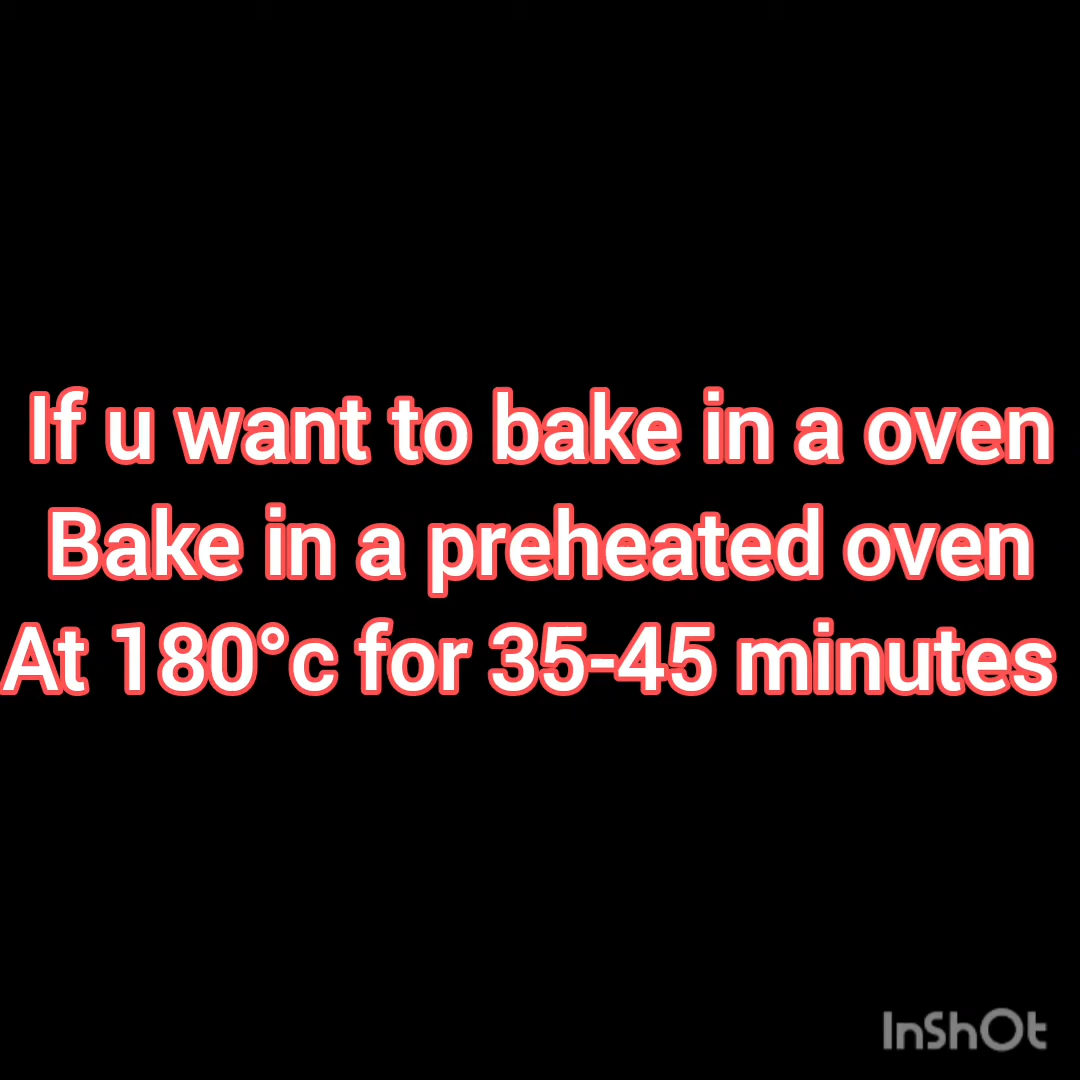 If u want to bake in a oven
Bake in a preheated oven
At 180°c for 35-45 minutes
InShOt